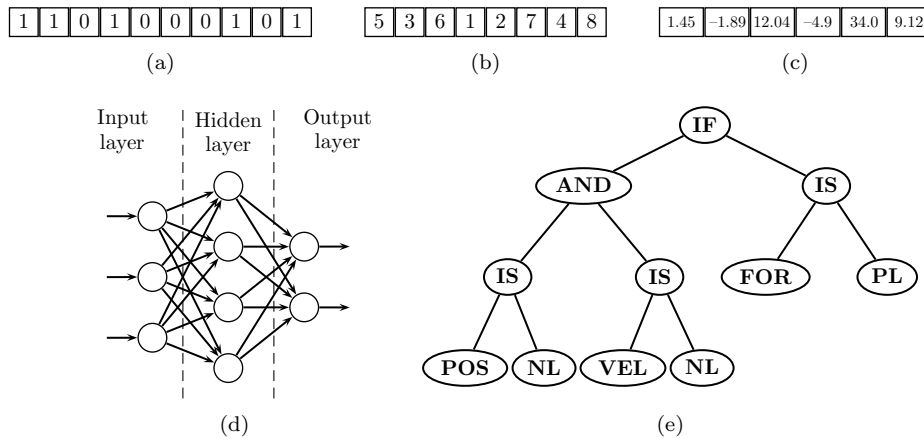 1 1 0 1 0 0 0 0 1 0 1
5 3 6 1 2 7 4 8
1.45 –1.89 12.04 –4.9 34.0 9.12
(a)
(b)
(c)
Input
layer
Hidden
layer
Output
layer
IF
AND
IS
IS
IS
FOR
PL
POS
NL
VEL
NL
(d)
(e)